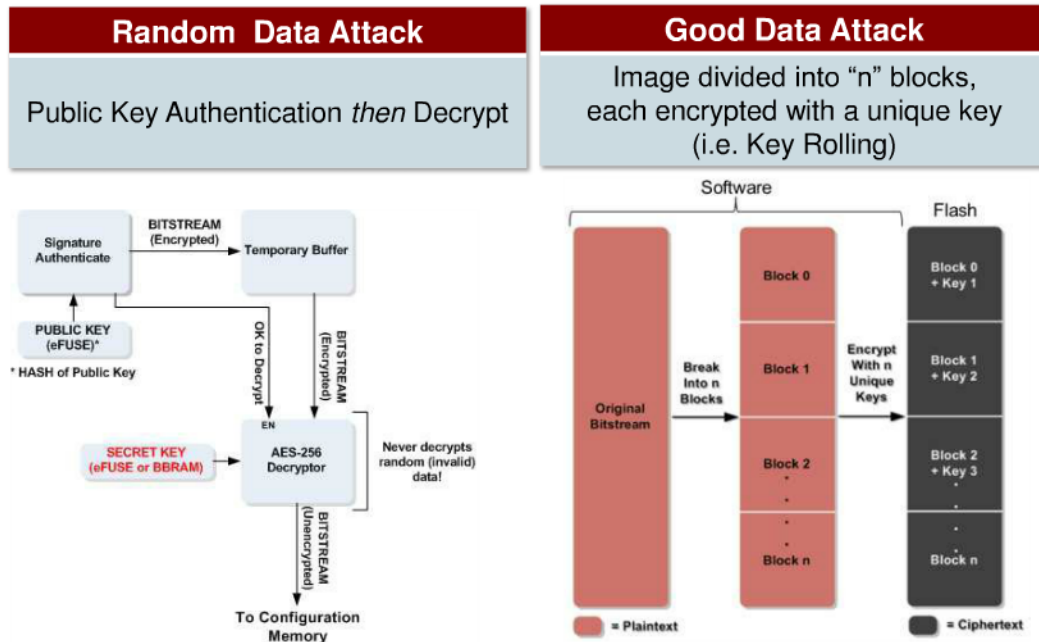 Random Data Attack
Public Key Authentication then Decrypt
Signature
Authenticate
BITSTREAM
(Encrypted)
Temporary Buffer
PUBLIC KEY
(eFUSE)*
* HASH of Public Key
OK to Decrypt
BITSTREAM
(Encrypted)
SECRET KEY
(eFUSE or BBRAM)
EN
AES-256
Decryptor
Never decrypts
random (invalid)
data!
BITSTREAM
(Unencrypted)
To Configuration
Memory
Good Data Attack
Image divided into “n” blocks,
each encrypted with a unique key
(i.e. Key Rolling)
Software
Flash
Original
Bitstream
Break
Into n
Blocks
Block 0
Block 1
Block 2
Block n
Encrypt
With n
Unique
Keys
Block 0
+ Key 1
Block 1
+ Key 2
Block 2
+ Key 3
Block n
= Plaintext
= Ciphertext